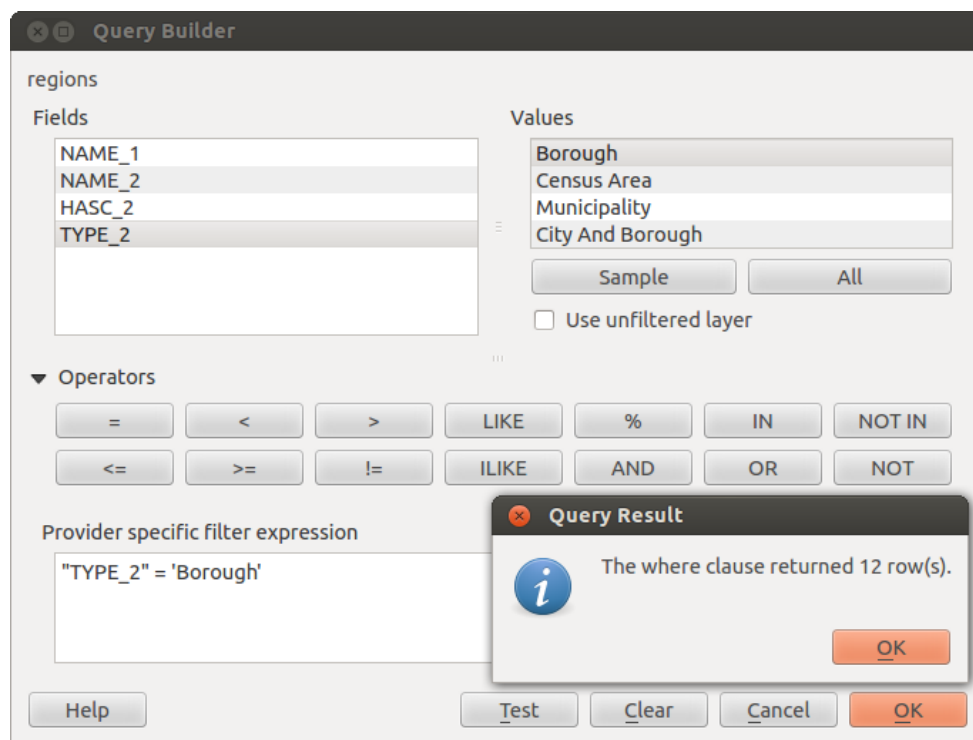 Query Builder
regions
Fields
Values
NAME_1
NAME_2
HASC_2
TYPE_2
Borough
Census Area
Municipality
City And Borough
Sample
All
Use unfiltered layer
Operators
= < > LIKE % IN NOT IN
<= >= != ILIKE AND OR NOT
Provider specific filter expression
"TYPE_2" = 'Borough'
Query Result
The where clause returned 12 row(s).
OK
Help Test Clear Cancel OK